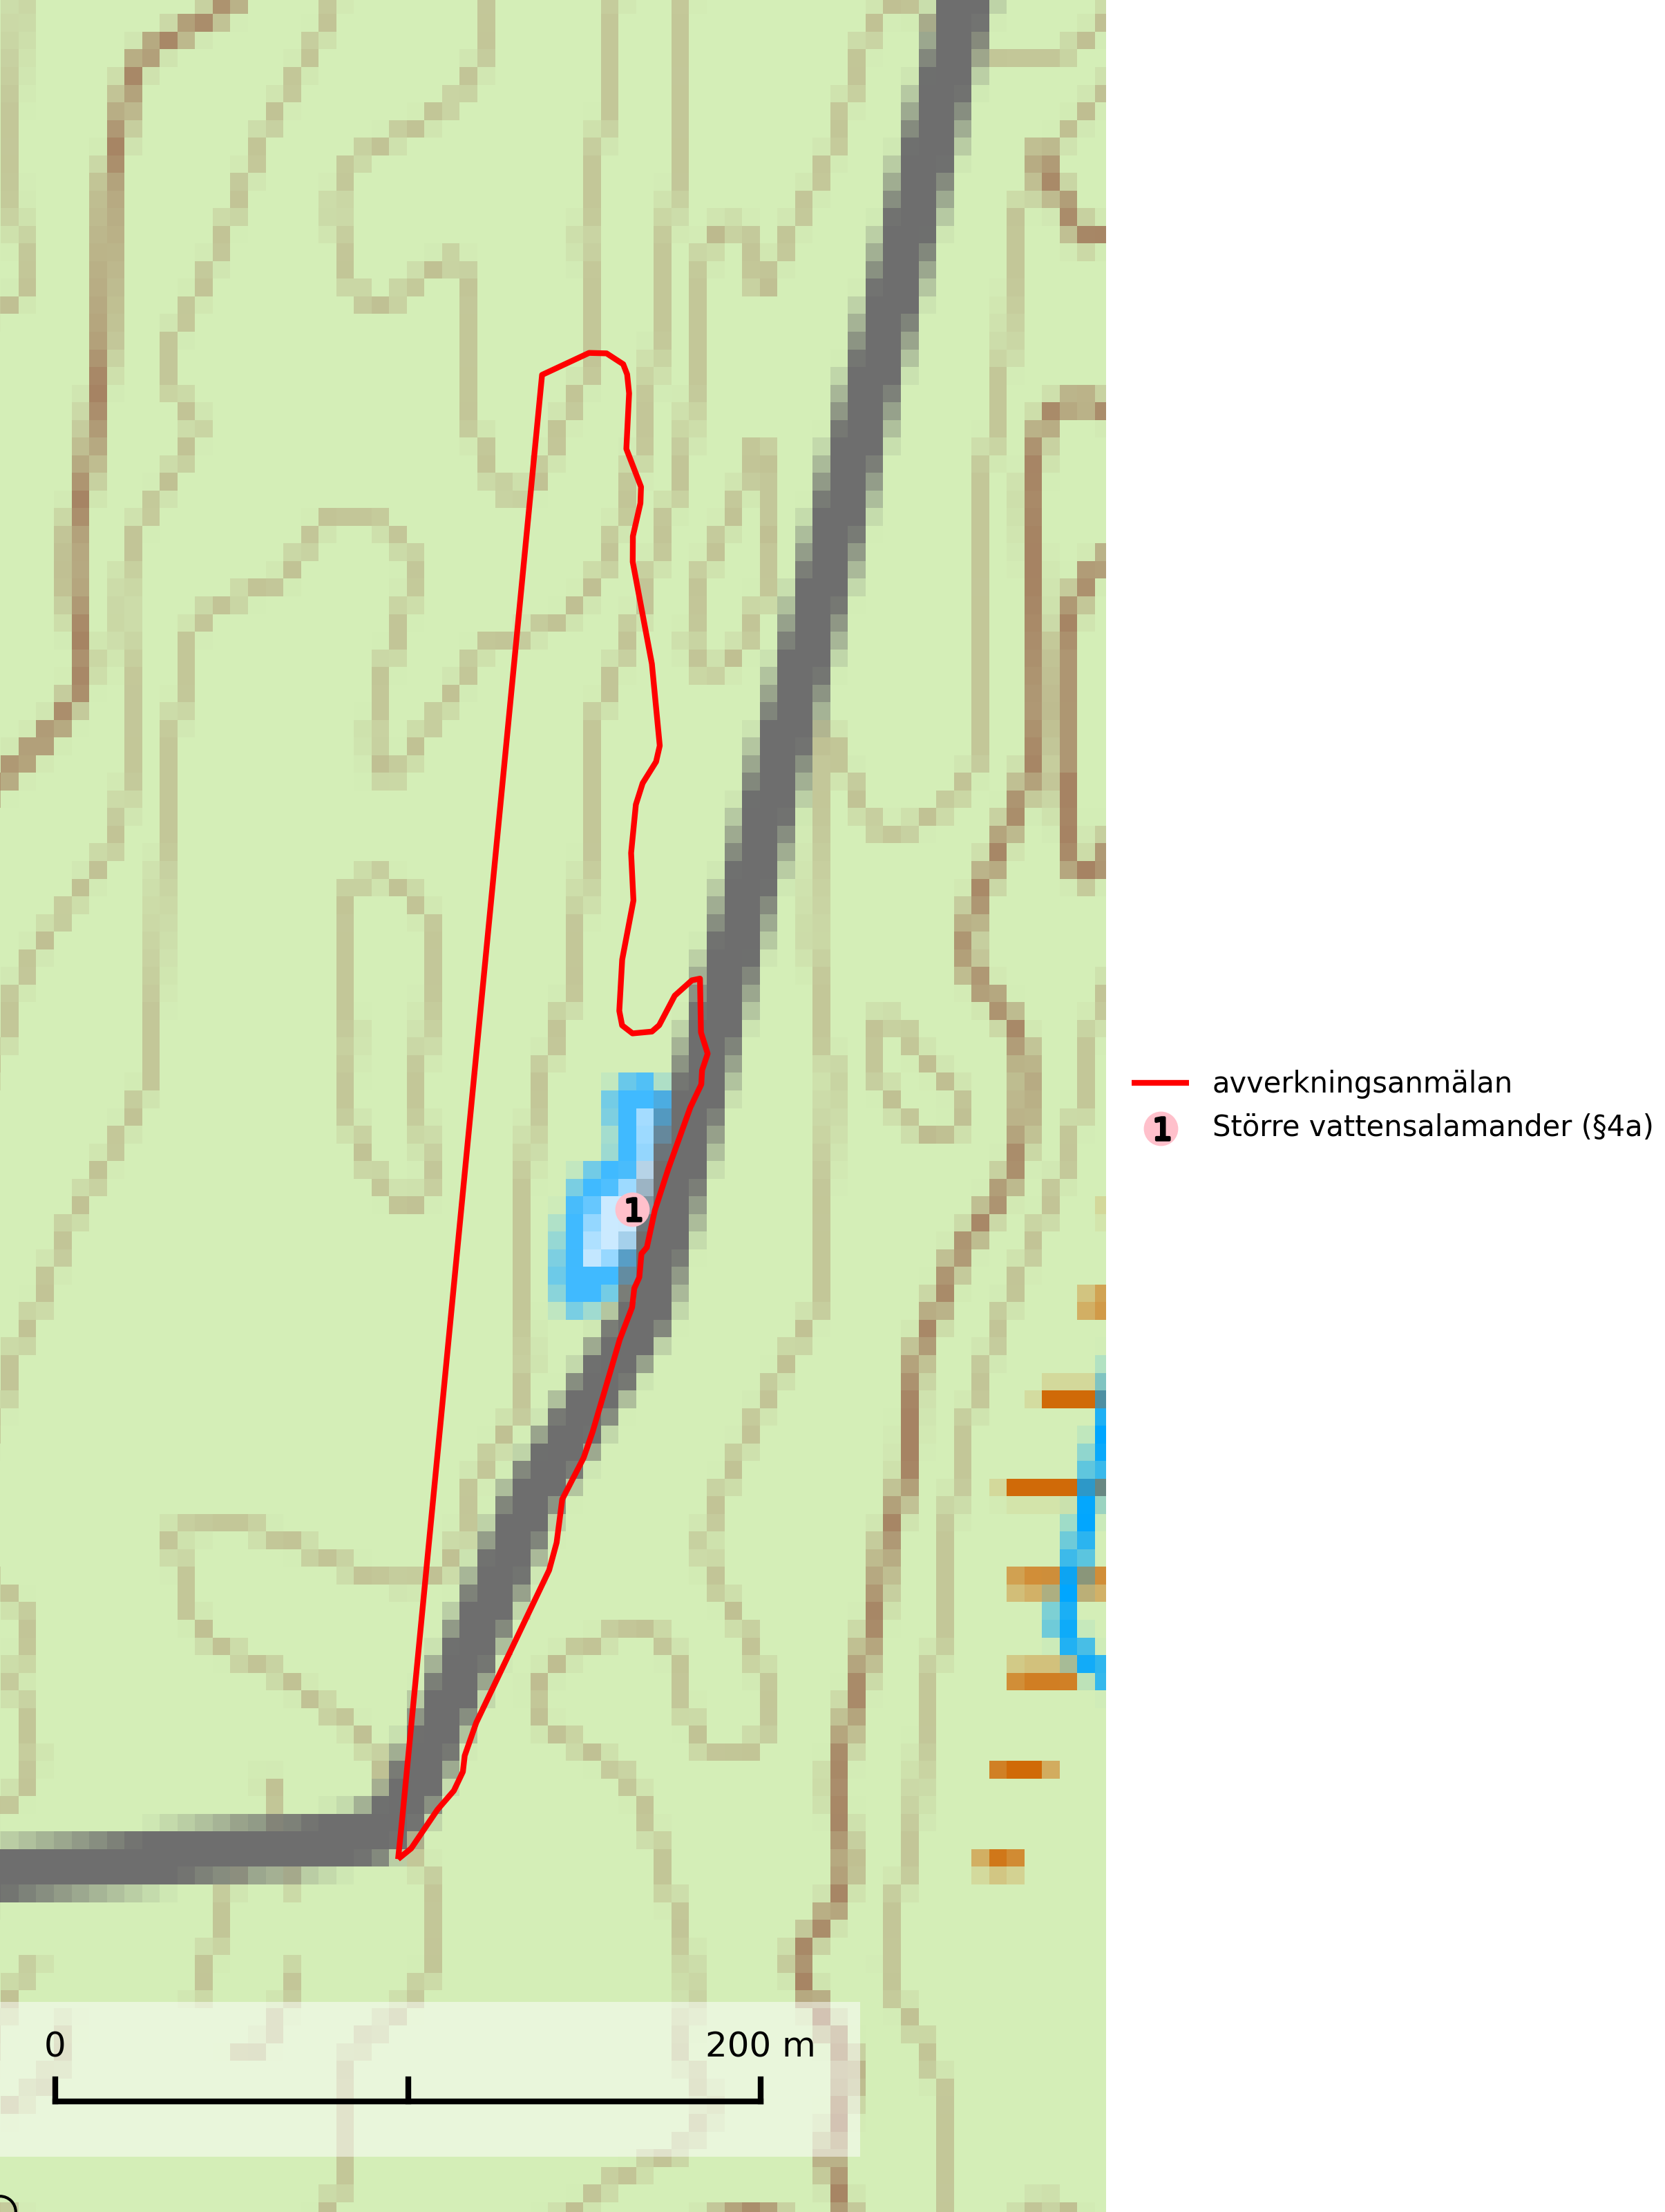 avverkningsanmälan
1 Större vattensalamander (§4a)
1
0 200 m